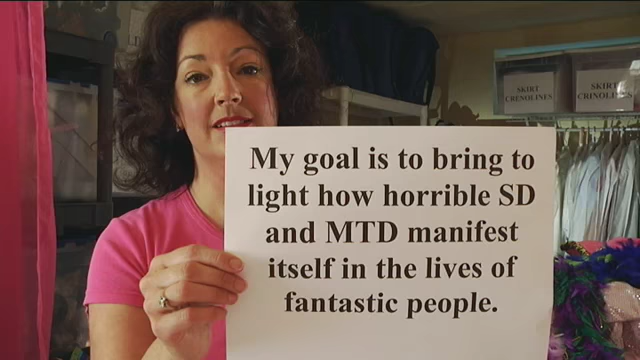 SKIRT
CRENOLINES
SKIRT
CRINOLINES
My goal is to bring to
light how horrible SD
and MTD manifest
itself in the lives of
fantastic people.